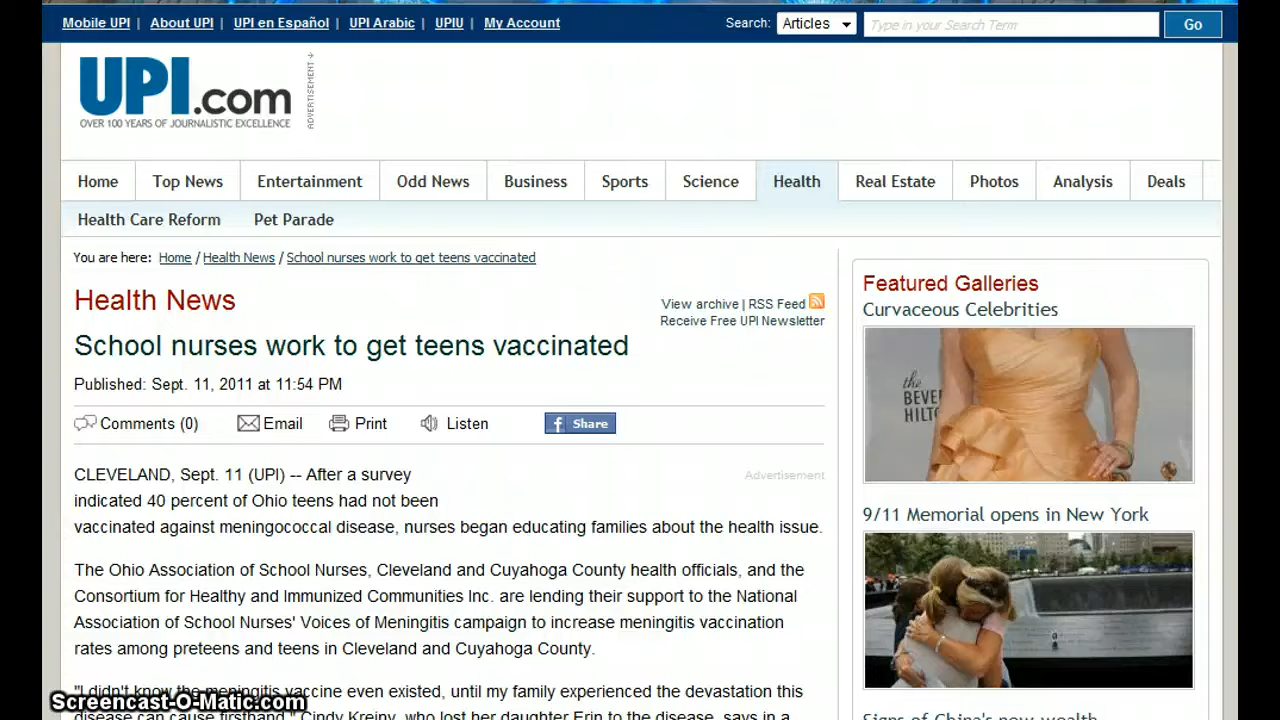 Mobile UPI | About UPI | UPI en Español | UPI Arabic | UPIU | My Account
Search: Articles Type in your Search Term Go
UPI.com
OVER 100 YEARS OF JOURNALISTIC EXCELLENCE
ADVERTISEMENT
Home Top News Entertainment Odd News Business Sports Science Health Real Estate Photos Analysis Deals
Health Care Reform Pet Parade
You are here: Home / Health News / School nurses work to get teens vaccinated
Health News
View archive | RSS Feed
Receive Free UPI Newsletter
School nurses work to get teens vaccinated
Published: Sept. 11, 2011 at 11:54 PM
Comments (0) Email Print Listen f Share
Advertisement
CLEVELAND, Sept. 11 (UPI) -- After a survey
indicated 40 percent of Ohio teens had not been
vaccinated against meningococcal disease, nurses began educating families about the health issue.
The Ohio Association of School Nurses, Cleveland and Cuyahoga County health officials, and the
Consortium for Healthy and Immunized Communities Inc. are lending their support to the National
Association of School Nurses' Voices of Meningitis campaign to increase meningitis vaccination
rates among preteens and teens in Cleveland and Cuyahoga County.
"I didn't know the meningitis vaccine even existed, until my family experienced the devastation this
disease can cause firsthand," Cindy Krejny, who lost her daughter Erin to the disease, says in a
Featured Galleries
Curvaceous Celebrities
the
BEVER
HILT
9/11 Memorial opens in New York
Signs of China's new wealth
Screencast-O-Matic.com